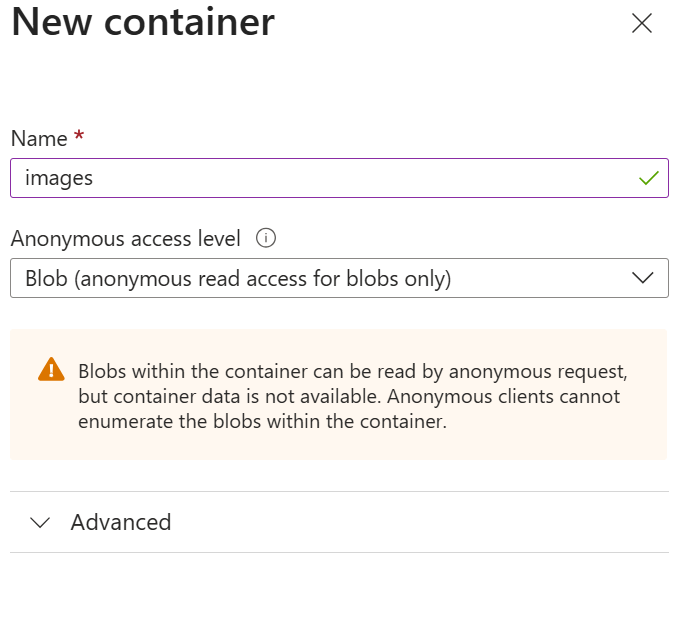 New container
Name *
images
Anonymous access level
Blob (anonymous read access for blobs only)
Blobs within the container can be read by anonymous request,
but container data is not available. Anonymous clients cannot
enumerate the blobs within the container.
Advanced